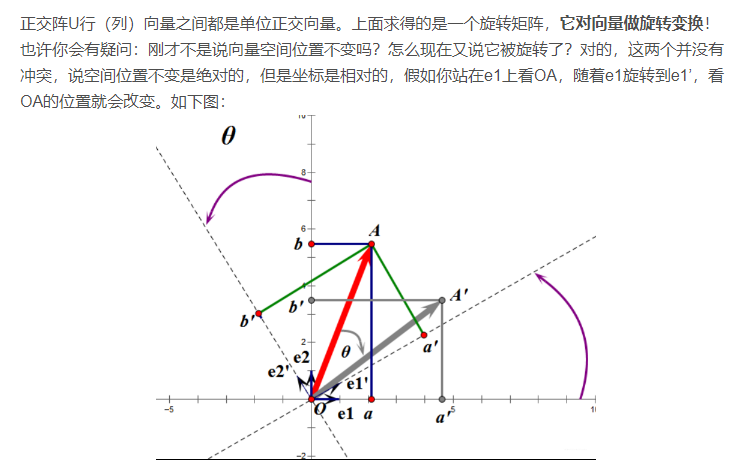 正交阵U行（列）向量之间都是单位正交向量。上面求得的是一个旋转矩阵，它对向量做旋转变换！
也许你会有疑问：刚才不是说向量空间位置不变吗？怎么现在又说它被旋转了？对的，这两个并没有
冲突，说空间位置不变是绝对的，但是坐标是相对的，假如你站在e1上看OA，随着e1旋转到e1'，看
OA的位置就会改变。如下图：
10
θ
8
6
A
b
4
b'
A'
b'
2
θ
a'
e2
e2'
e1'
-5
O
e1
a
a'
5
10
-2